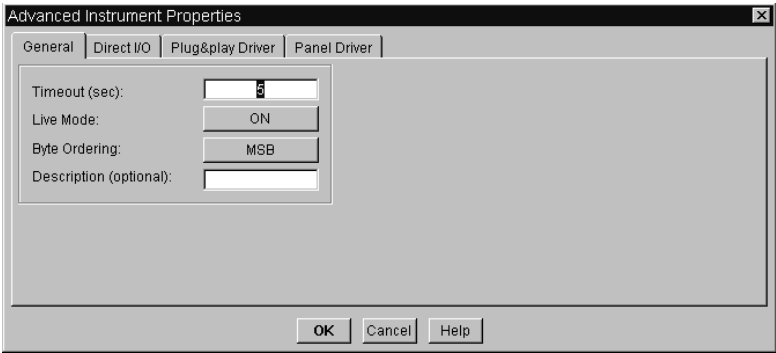 Advanced Instrument Properties
General Direct I/O Plug&play Driver Panel Driver
Timeout (sec): 5
Live Mode: ON
Byte Ordering: MSB
Description (optional):
OK Cancel Help